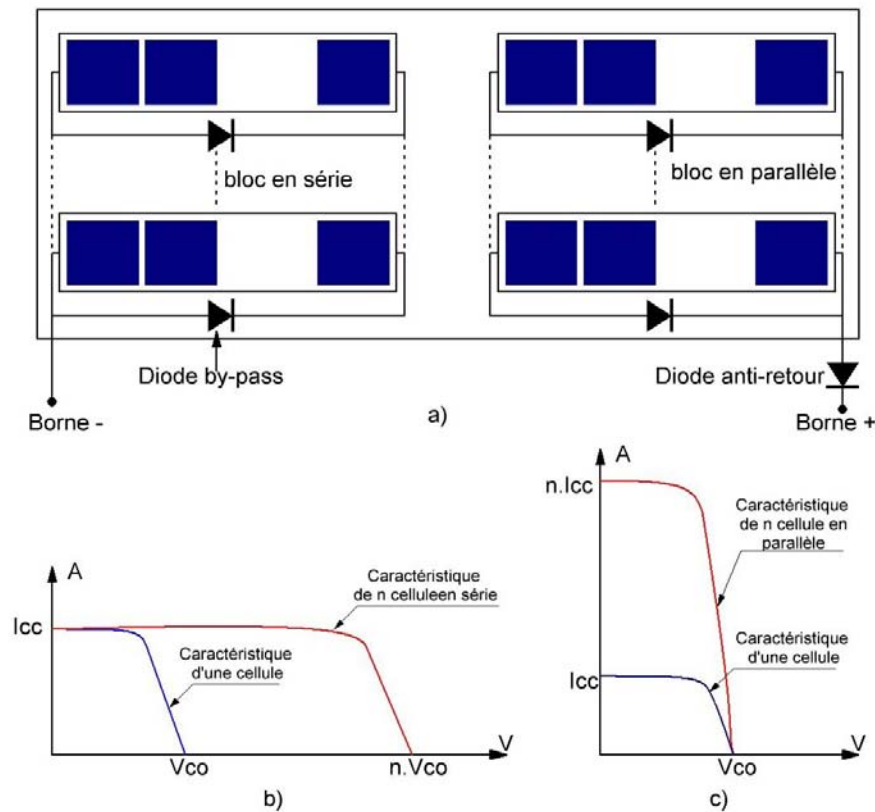 bloc en série
bloc en parallèle
Diode by-pass
Diode anti-retour
Borne -
a)
Borne +
A
Icc
Caractéristique
de n celluleen série
Caractéristique
d'une cellule
Vco
n.Vco
V
b)
A
n.Icc
Caractéristique
de n cellule en
parallèle
Caractéristique
d'une cellule
Icc
Vco
V
c)